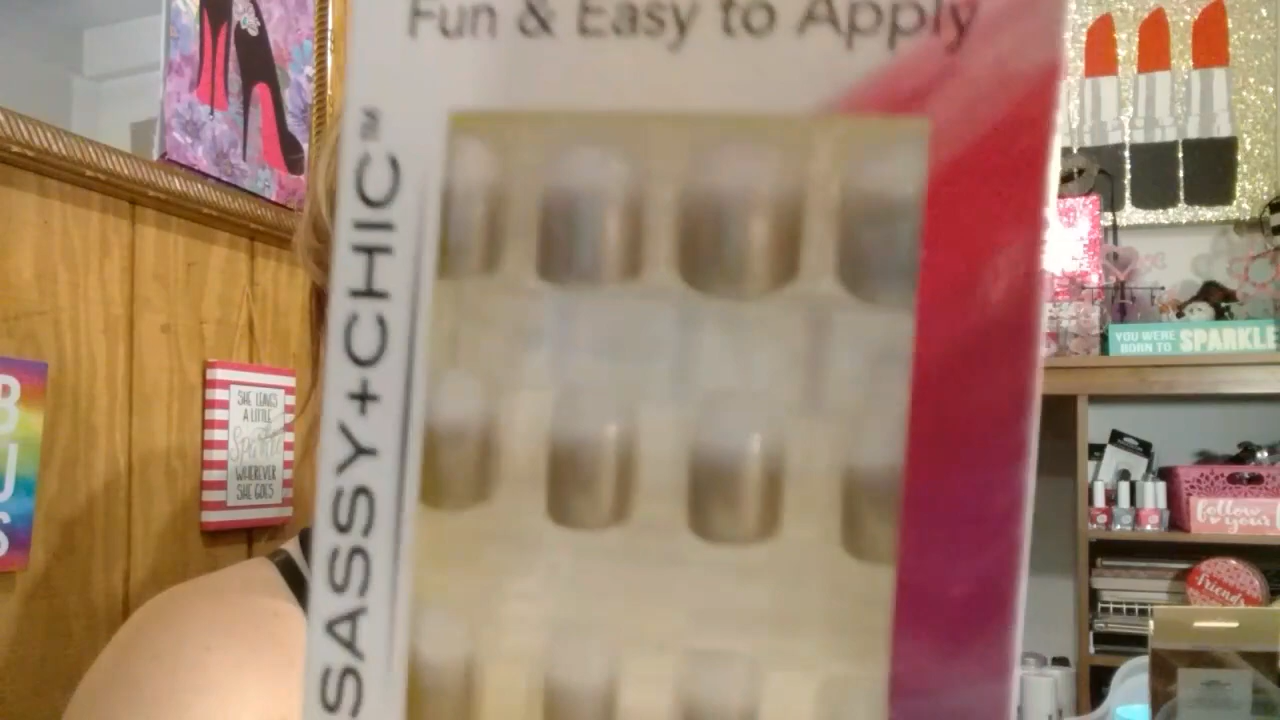 Fun & Easy to Apply
SASSY+CHIC™
B
U
S
SHE LEAVES
A LITTLE
Sparkle
WHEREVER
SHE GOES
YOU WERE
BORN TO SPARKLE
follow
your
friends